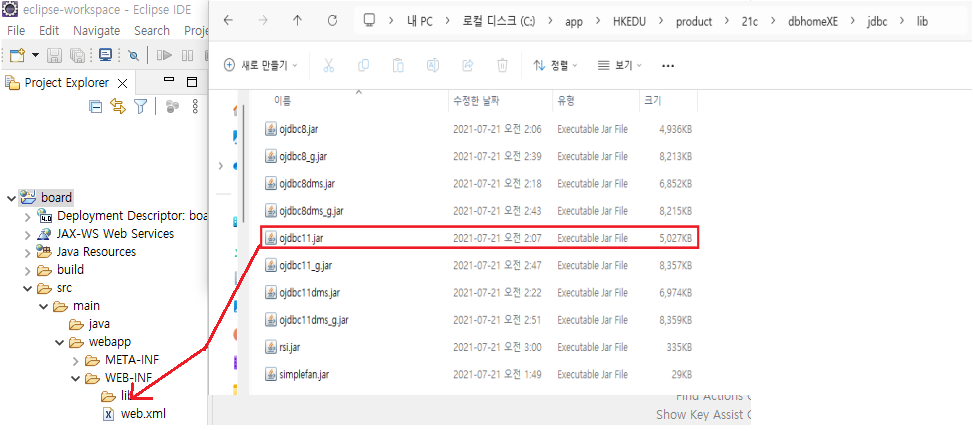 eclipse-workspace - Eclipse IDE
File Edit Navigate Search Proj
Project Explorer
board
4.0 Deployment Descriptor: boa
JAX-WS Web Services
Java Resources
build
src
main
java
webapp
META-INF
WEB-INF
web.xml
내 PC > 로컬 디스크 (C:) > app > HKEDU > product > 21c > dbhomeXE > jdbc > lib
새로 만들기 정렬 보기
이름 수정한 날짜 유형 크기
ojdbc8.jar 2021-07-21 오전 2:06 Executable Jar File 4,936KB
ojdbc8_g.jar 2021-07-21 오전 2:39 Executable Jar File 8,213KB
ojdbc8dms.jar 2021-07-21 오전 2:18 Executable Jar File 6,852KB
ojdbc8dms_g.jar 2021-07-21 오전 2:43 Executable Jar File 8,215KB
ojdbc11.jar 2021-07-21 오전 2:07 Executable Jar File 5,027KB
ojdbc11_g.jar 2021-07-21 오전 2:47 Executable Jar File 8,357KB
ojdbc11dms.jar 2021-07-21 오전 2:22 Executable Jar File 6,974KB
ojdbc11dms_g.jar 2021-07-21 오전 2:51 Executable Jar File 8,359KB
rsi.jar 2021-07-21 오전 3:00 Executable Jar File 335KB
simplefan.jar 2021-07-21 오전 1:49 Executable Jar File 29KB
Find Actions
Show Key Assist